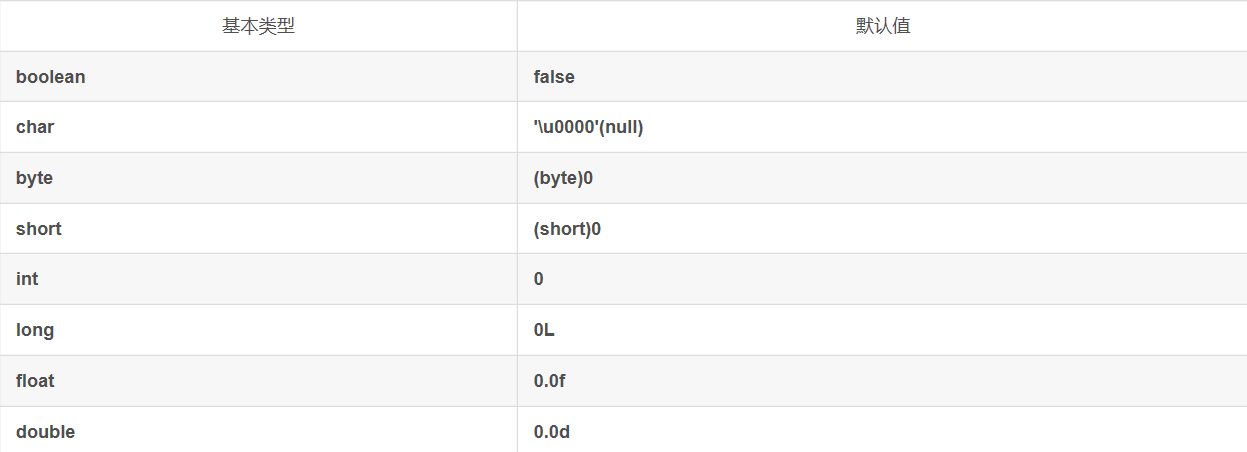 基本类型 默认值
boolean false
char '\u0000'(null)
byte (byte)0
short (short)0
int 0
long 0L
float 0.0f
double 0.0d